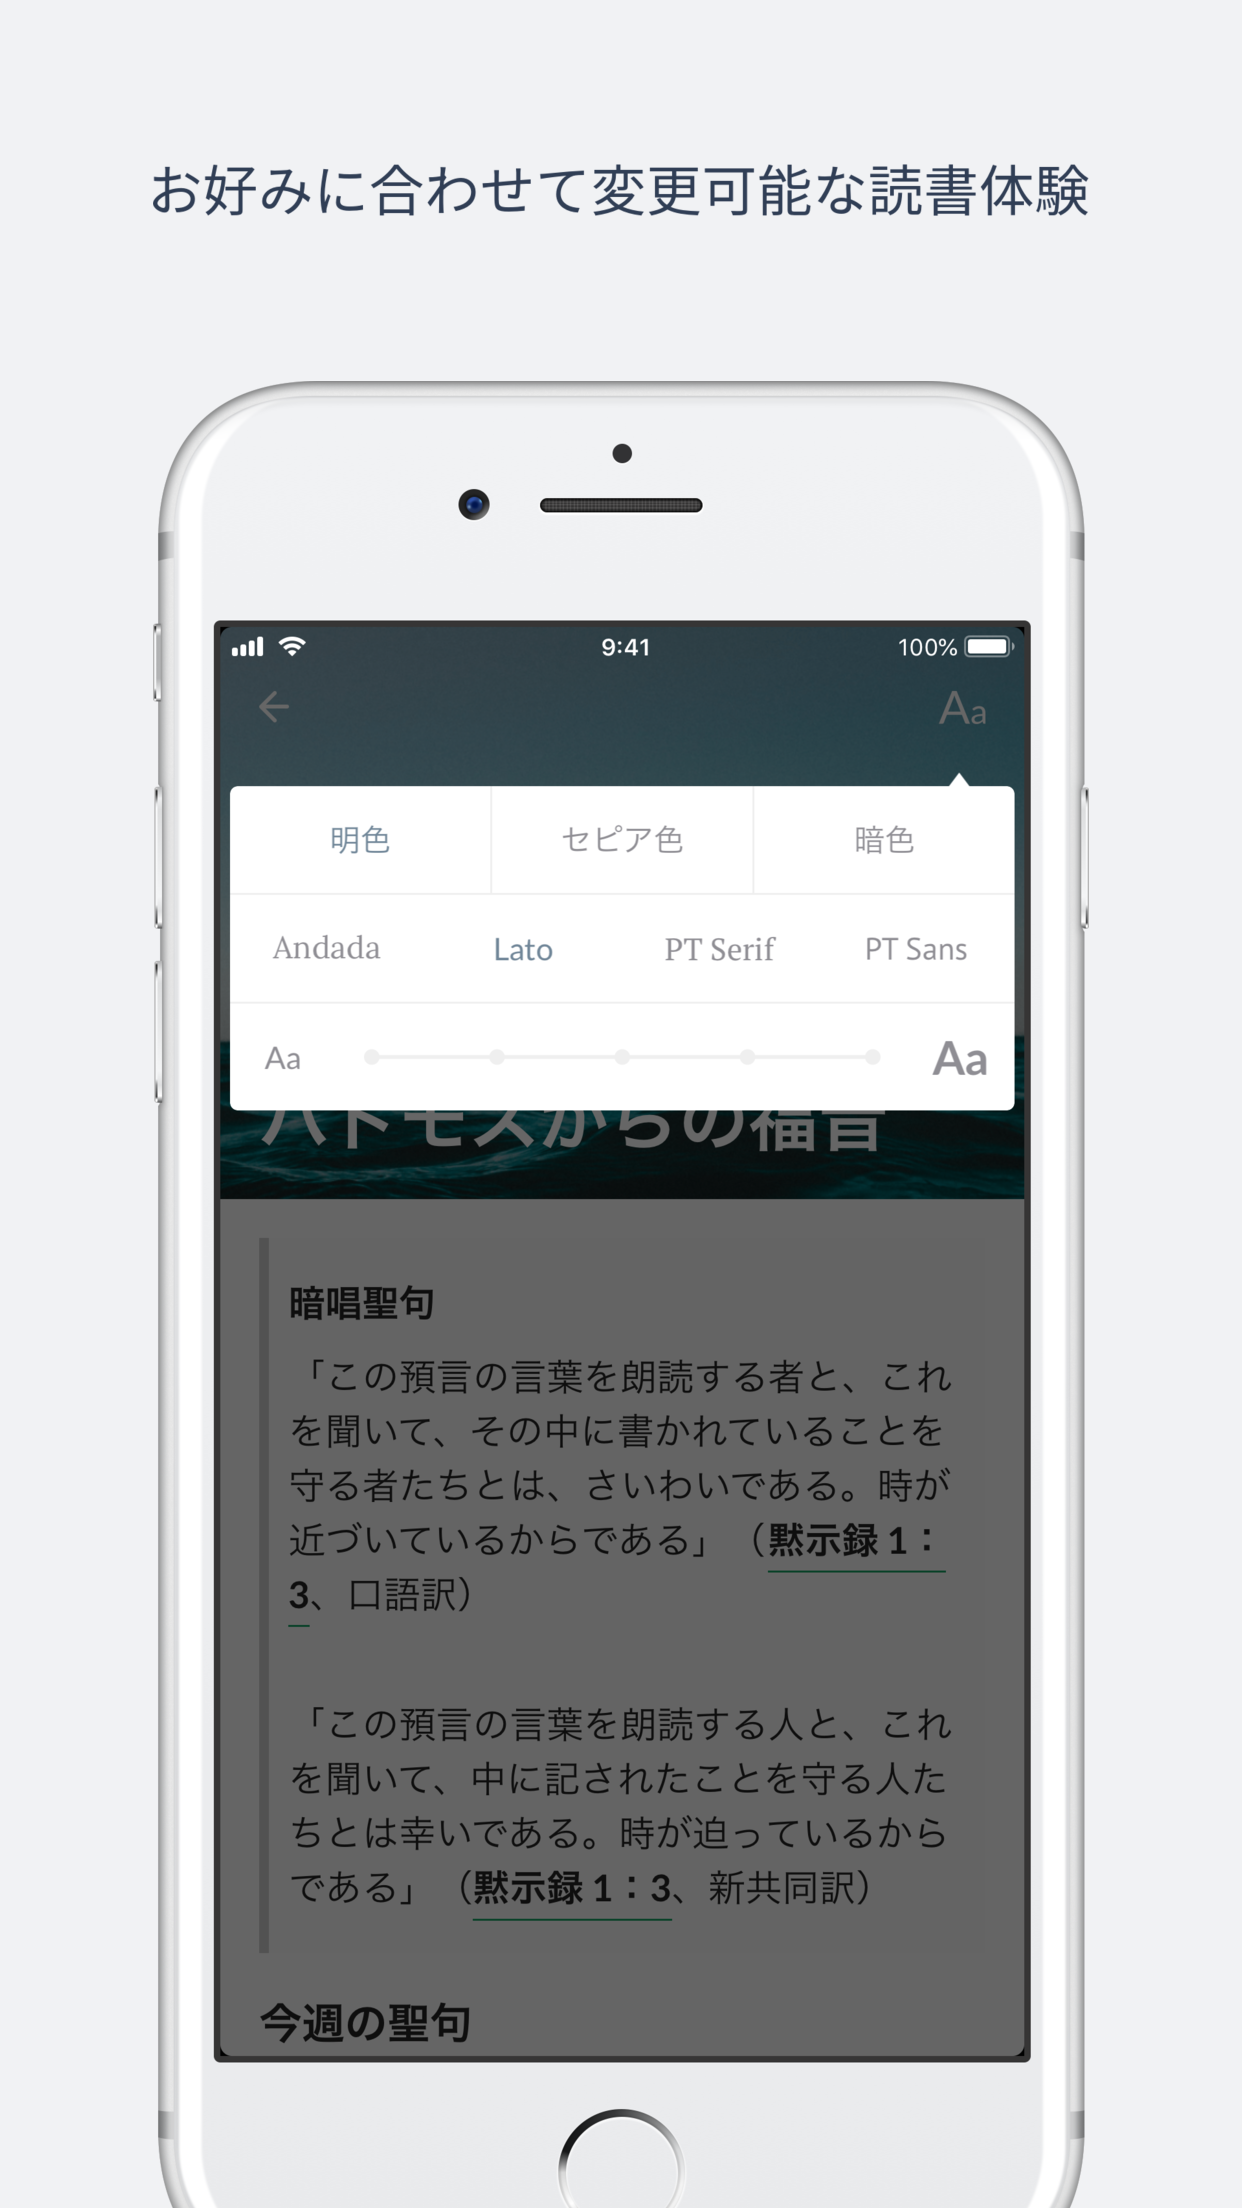 お好みに合わせて変更可能な読書体験
9:41
100%
Aa
明色 セピア色 暗色
Andada Lato PT Serif PT Sans
Aa Aa
パトモスからの福音
暗唱聖句
「この預言の言葉を朗読する者と、これ
を聞いて、その中に書かれていることを
守る者たちとは、さいわいである。時が
近づいているからである」（黙示録 1：
3、口語訳）
「この預言の言葉を朗読する人と、これ
を聞いて、中に記されたことを守る人た
ちとは幸いである。時が迫っているから
である」（黙示録 1：3、新共同訳）
今週の聖句